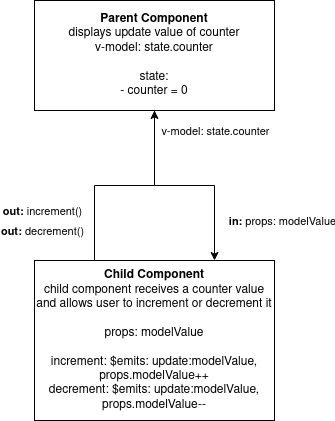 Parent Component
displays update value of counter
v-model: state.counter
state:
- counter = 0
v-model: state.counter
out: increment()
out: decrement()
in: props: modelValue
Child Component
child component receives a counter value
and allows user to increment or decrement it
props: modelValue
increment: $emits: update:modelValue,
props.modelValue++
decrement: $emits: update:modelValue,
props.modelValue--